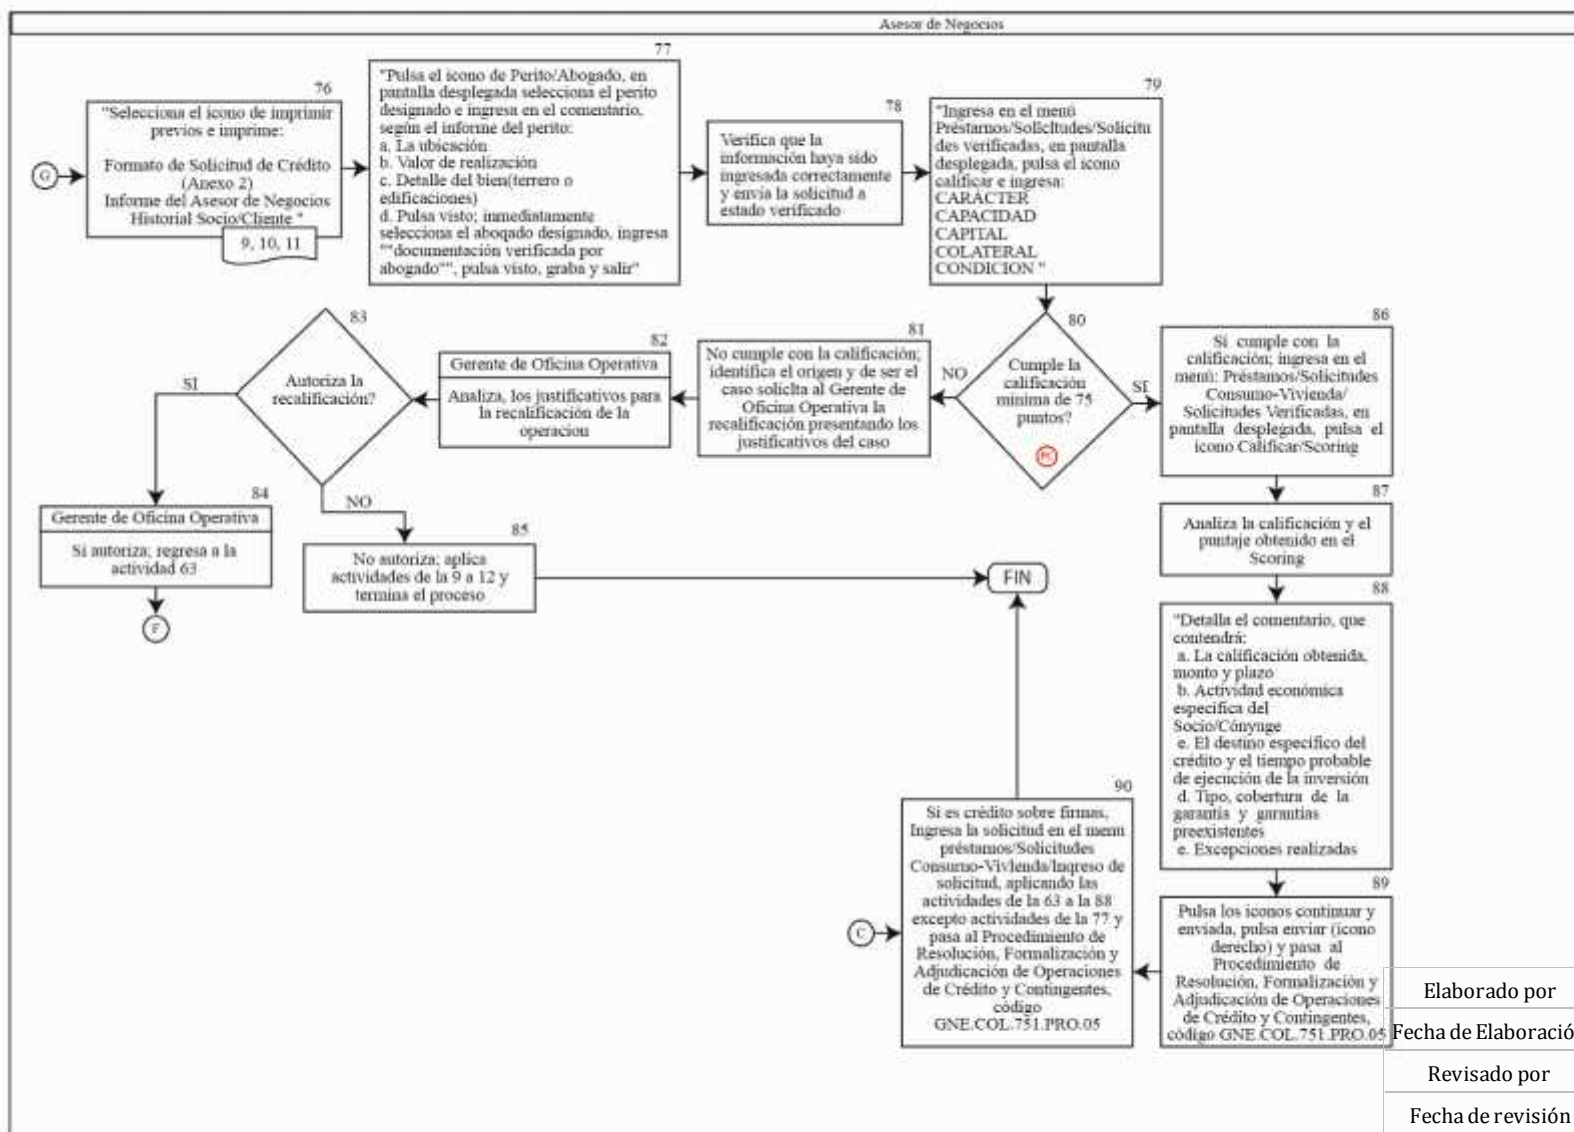 Asesor de Negocios
76
"Selecciona el ícono de imprimir
previos e imprime:
Formato de Solicitud de Crédito
(Anexo 2)
Informe del Asesor de Negocios
Historial Socio/Cliente "
9, 10, 11
G
77
"Pulsa el ícono de Perito/Abogado, en
pantalla desplegada selecciona el perito
designado e ingresa en el comentario,
según el informe del perito:
a. La ubicación
b. Valor de realización
c. Detalle del bien(terrero o
edificaciones)
d. Pulsa visto; inmediatamente
selecciona el abogado designado, ingresa
""documentación verificada por
abogado"", pulsa visto, graba y salir"
78
Verifica que la
información haya sido
ingresada correctamente
y envía la solicitud a
estado verificado
79
"Ingresa en el menú
Préstamos/Solicitudes/Solicitu
des verificadas, en pantalla
desplegada, pulsa el ícono
calificar e ingresa:
CARÁCTER
CAPACIDAD
CAPITAL
COLATERAL
CONDICION "
80
Cumple la
calificación
mínima de 75
puntos?
PC
NO
SI
81
No cumple con la calificación;
identifica el origen y de ser el
caso solicita al Gerente de
Oficina Operativa la
recalificación presentando los
justificativos del caso
82
Gerente de Oficina Operativa
Analiza, los justificativos para
la recalificación de la
operacion
83
Autoriza la
recalificación?
SI
NO
84
Gerente de Oficina Operativa
Si autoriza; regresa a la
actividad 63
F
85
No autoriza; aplica
actividades de la 9 a 12 y
termina el proceso
FIN
86
Si cumple con la
calificación; ingresa en el
menú: Préstamos/Solicitudes
Consumo-Vivienda/
Solicitudes Verificadas, en
pantalla desplegada, pulsa el
ícono Calificar/Scoring
87
Analiza la calificación y el
puntaje obtenido en el
Scoring
88
"Detalla el comentario, que
contendrá:
a. La calificación obtenida,
monto y plazo
b. Actividad económica
específica del
Socio/Cónyuge
e. El destino específico del
crédito y el tiempo probable
de ejecución de la inversión
d. Tipo, cobertura de la
garantía y garantías
preexistentes
e. Excepciones realizadas
89
Pulsa los iconos continuar y
enviada, pulsa enviar (ícono
derecho) y pasa al
Procedimiento de
Resolución, Formalización y
Adjudicación de Operaciones
de Crédito y Contingentes,
código GNE.COL.751.PRO.05
90
Si es crédito sobre firmas,
Ingresa la solicitud en el menu
préstamos/Solicitudes
Consumo-Vivienda/Ingreso de
solicitud, aplicando las
actividades de la 63 a la 88
excepto actividades de la 77 y
pasa al Procedimiento de
Resolución, Formalización y
Adjudicación de Operaciones
de Crédito y Contingentes,
código
GNE.COL.751.PRO.05
C
Elaborado por
Fecha de Elaboració
Revisado por
Fecha de revisión